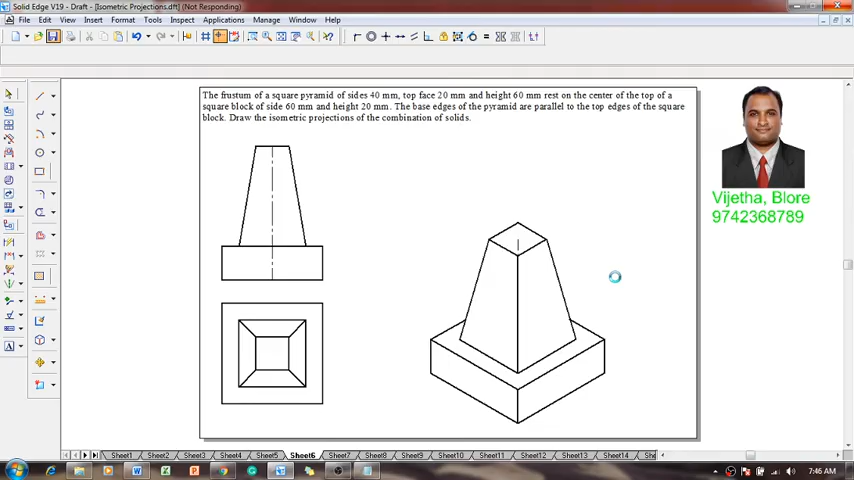 Solid Edge V19 - Draft - [Isometric Projections.dft] (Not Responding)
File Edit View Insert Format Tools Inspect Applications Manage Window Help
The frustum of a square pyramid of sides 40 mm, top face 20 mm and height 60 mm rest on the center of the top of a
square block of side 60 mm and height 20 mm. The base edges of the pyramid are parallel to the top edges of the square
block. Draw the isometric projections of the combination of solids.
Vijetha, Blore
9742368789
Sheet1 Sheet2 Sheet3 Sheet4 Sheet5 Sheet6 Sheet7 Sheet8 Sheet9 Sheet10 Sheet11 Sheet12 Sheet13 Sheet14 She
7:46 AM